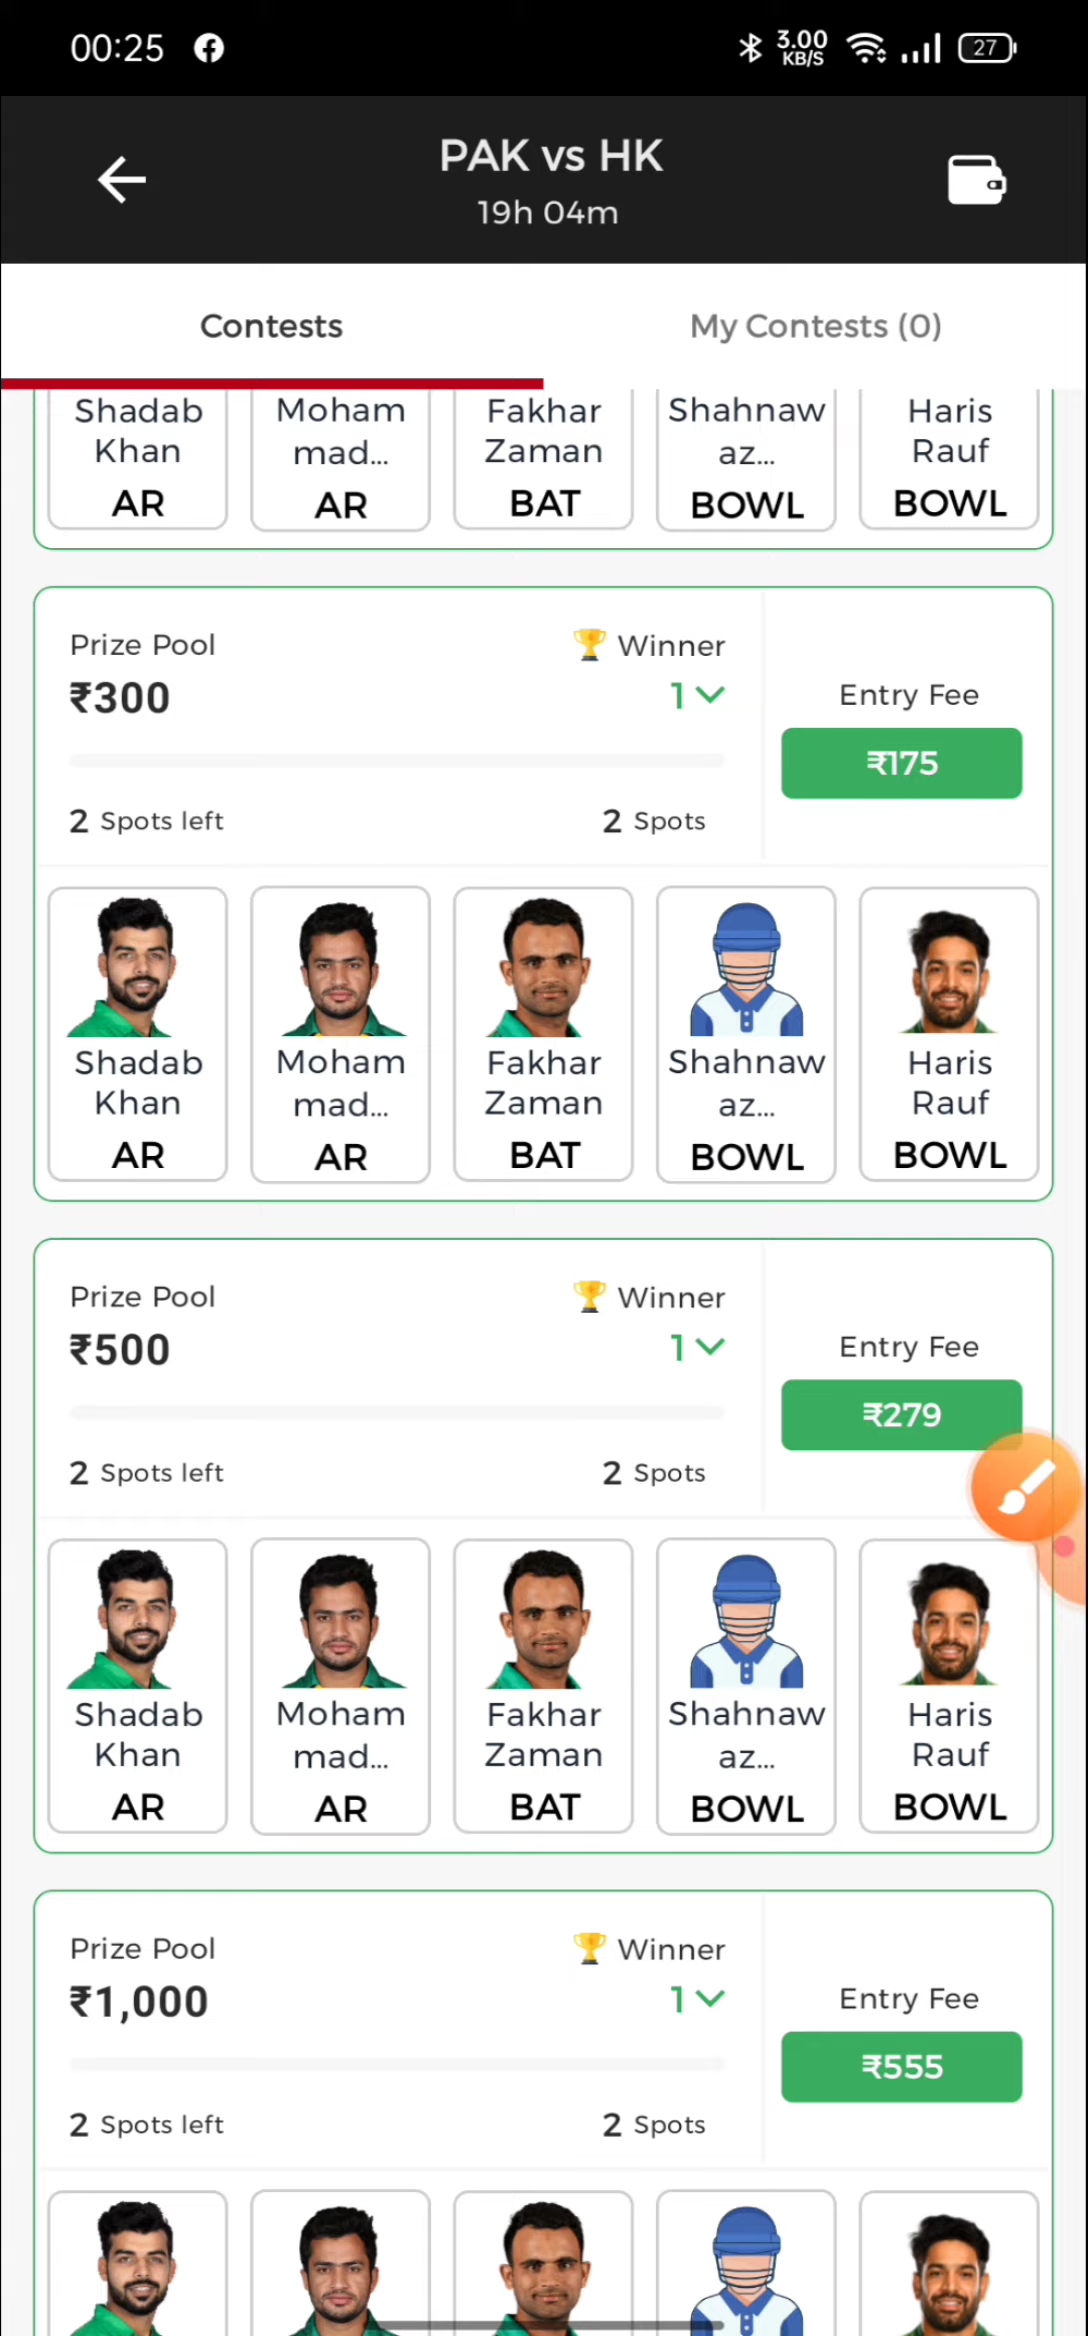 00:25
3.00
KB/S
27
PAK vs HK
19h 04m
Contests
My Contests (0)
Shadab
Khan
AR
Moham
mad...
AR
Fakhar
Zaman
BAT
Shahnaw
az...
BOWL
Haris
Rauf
BOWL
Prize Pool
Winner
₹300
1
Entry Fee
₹175
2 Spots left
2 Spots
Shadab
Khan
AR
Moham
mad...
AR
Fakhar
Zaman
BAT
Shahnaw
az...
BOWL
Haris
Rauf
BOWL
Prize Pool
Winner
₹500
1
Entry Fee
₹279
2 Spots left
2 Spots
Shadab
Khan
AR
Moham
mad...
AR
Fakhar
Zaman
BAT
Shahnaw
az...
BOWL
Haris
Rauf
BOWL
Prize Pool
Winner
₹1,000
1
Entry Fee
₹555
2 Spots left
2 Spots